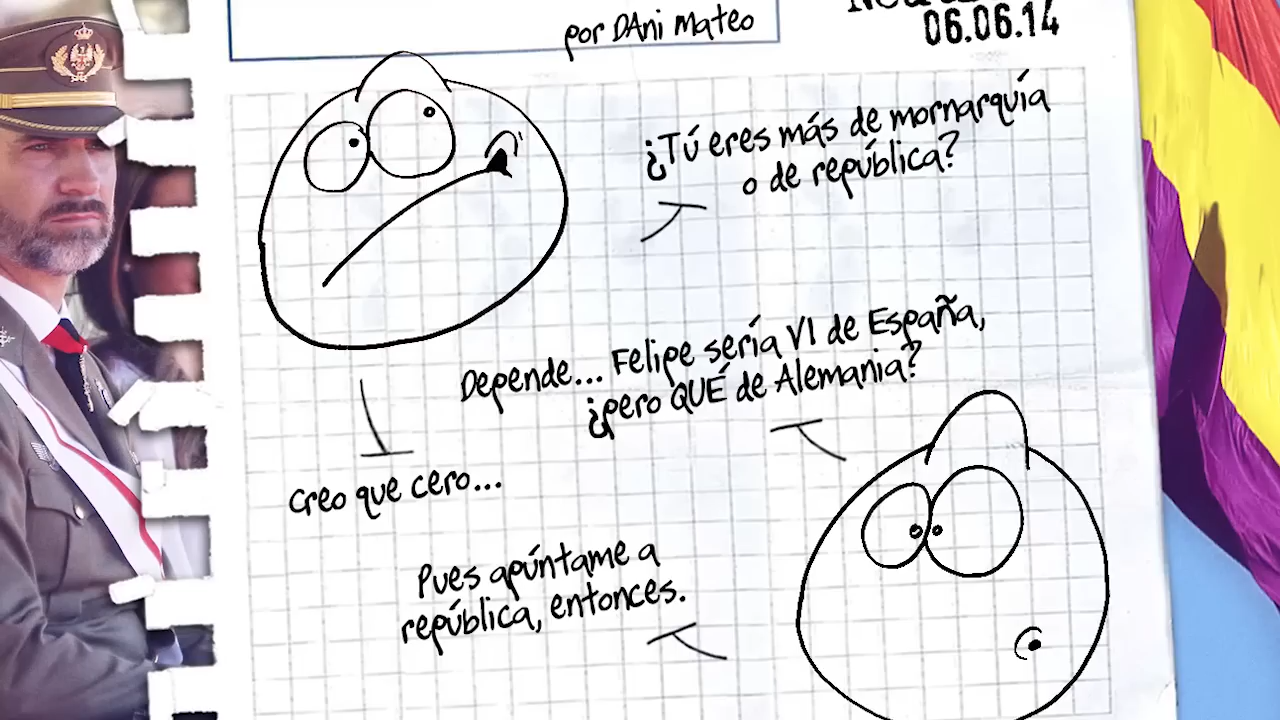 por DAni Mateo
06.06.14
¿Tú eres más de mornarquía
o de república?
Depende... Felipe sería VI de España,
¿pero QUÉ de Alemania?
Creo que cero...
Pues apúntame a
república, entonces.